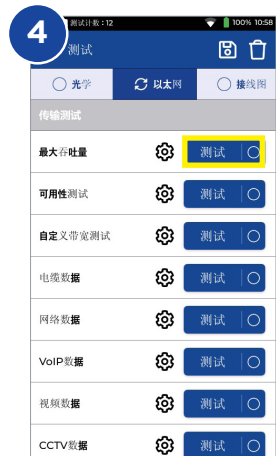 4
测试计数：12
100% 10:58
测试
光学
以太网
接线图
传输测试
最大吞吐量
测试
可用性测试
测试
自定义带宽测试
测试
电缆数据
测试
网络数据
测试
VoIP数据
测试
视频数据
测试
CCTV数据
测试